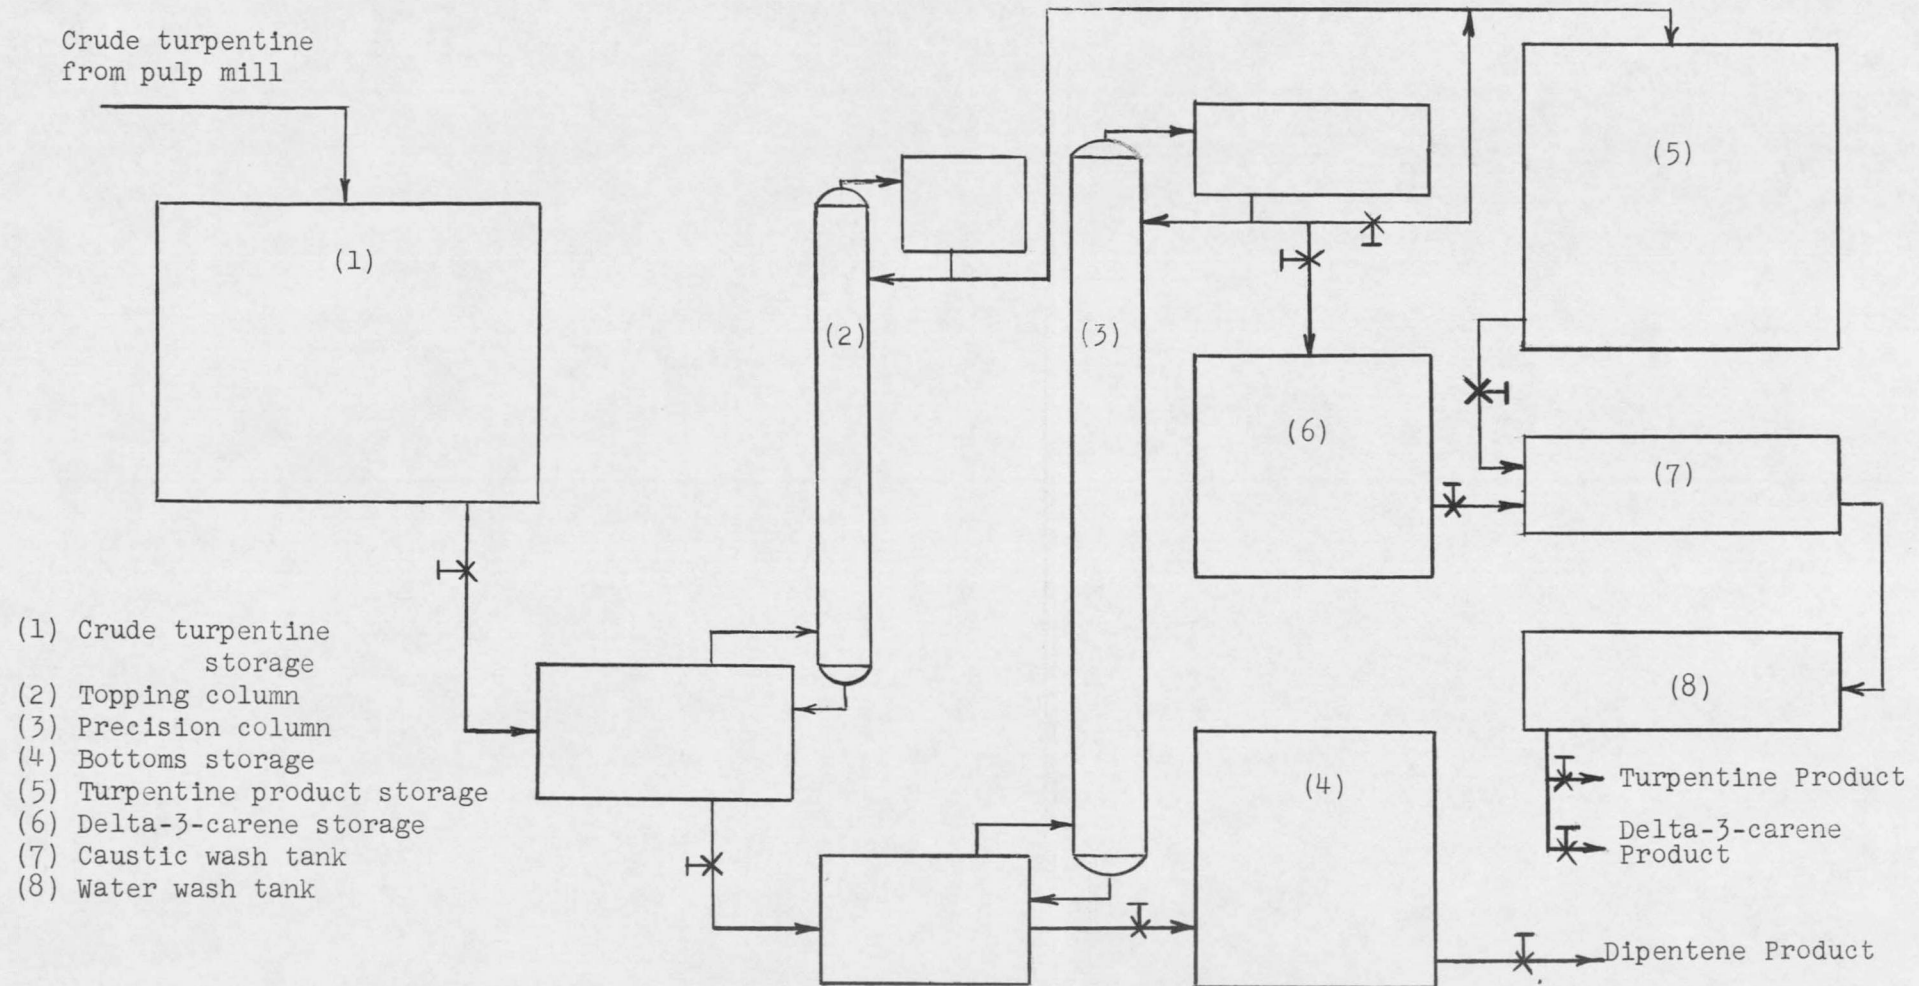 Crude turpentine
from pulp mill
(1)
(2)
(3)
(5)
(6)
(7)
(8)
(4)
(1) Crude turpentine
storage
(2) Topping column
(3) Precision column
(4) Bottoms storage
(5) Turpentine product storage
(6) Delta-3-carene storage
(7) Caustic wash tank
(8) Water wash tank
Turpentine Product
Delta-3-carene
Product
Dipentene Product